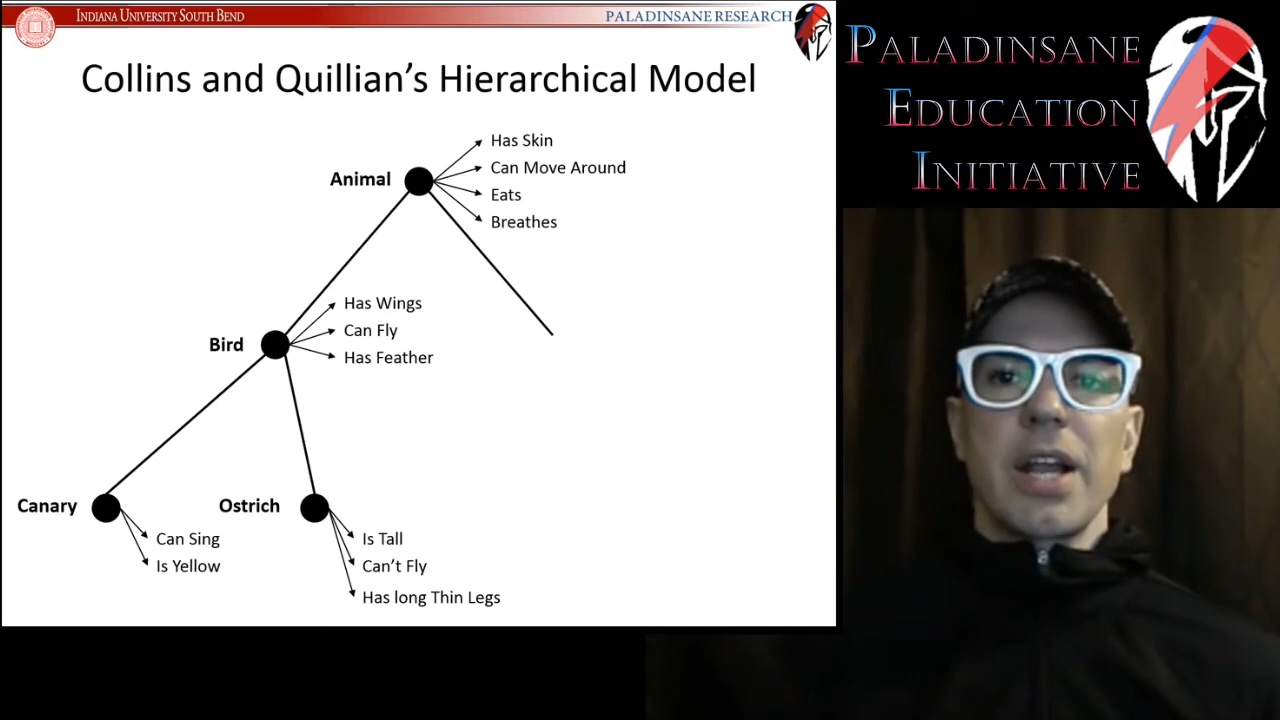 INDIANA UNIVERSITY SOUTH BEND
PALADINSANE RESEARCH
Collins and Quillian's Hierarchical Model
Animal
Has Skin
Can Move Around
Eats
Breathes
Bird
Has Wings
Can Fly
Has Feather
Canary
Can Sing
Is Yellow
Ostrich
Is Tall
Can't Fly
Has long Thin Legs
PALADINSANE
EDUCATION
INITIATIVE